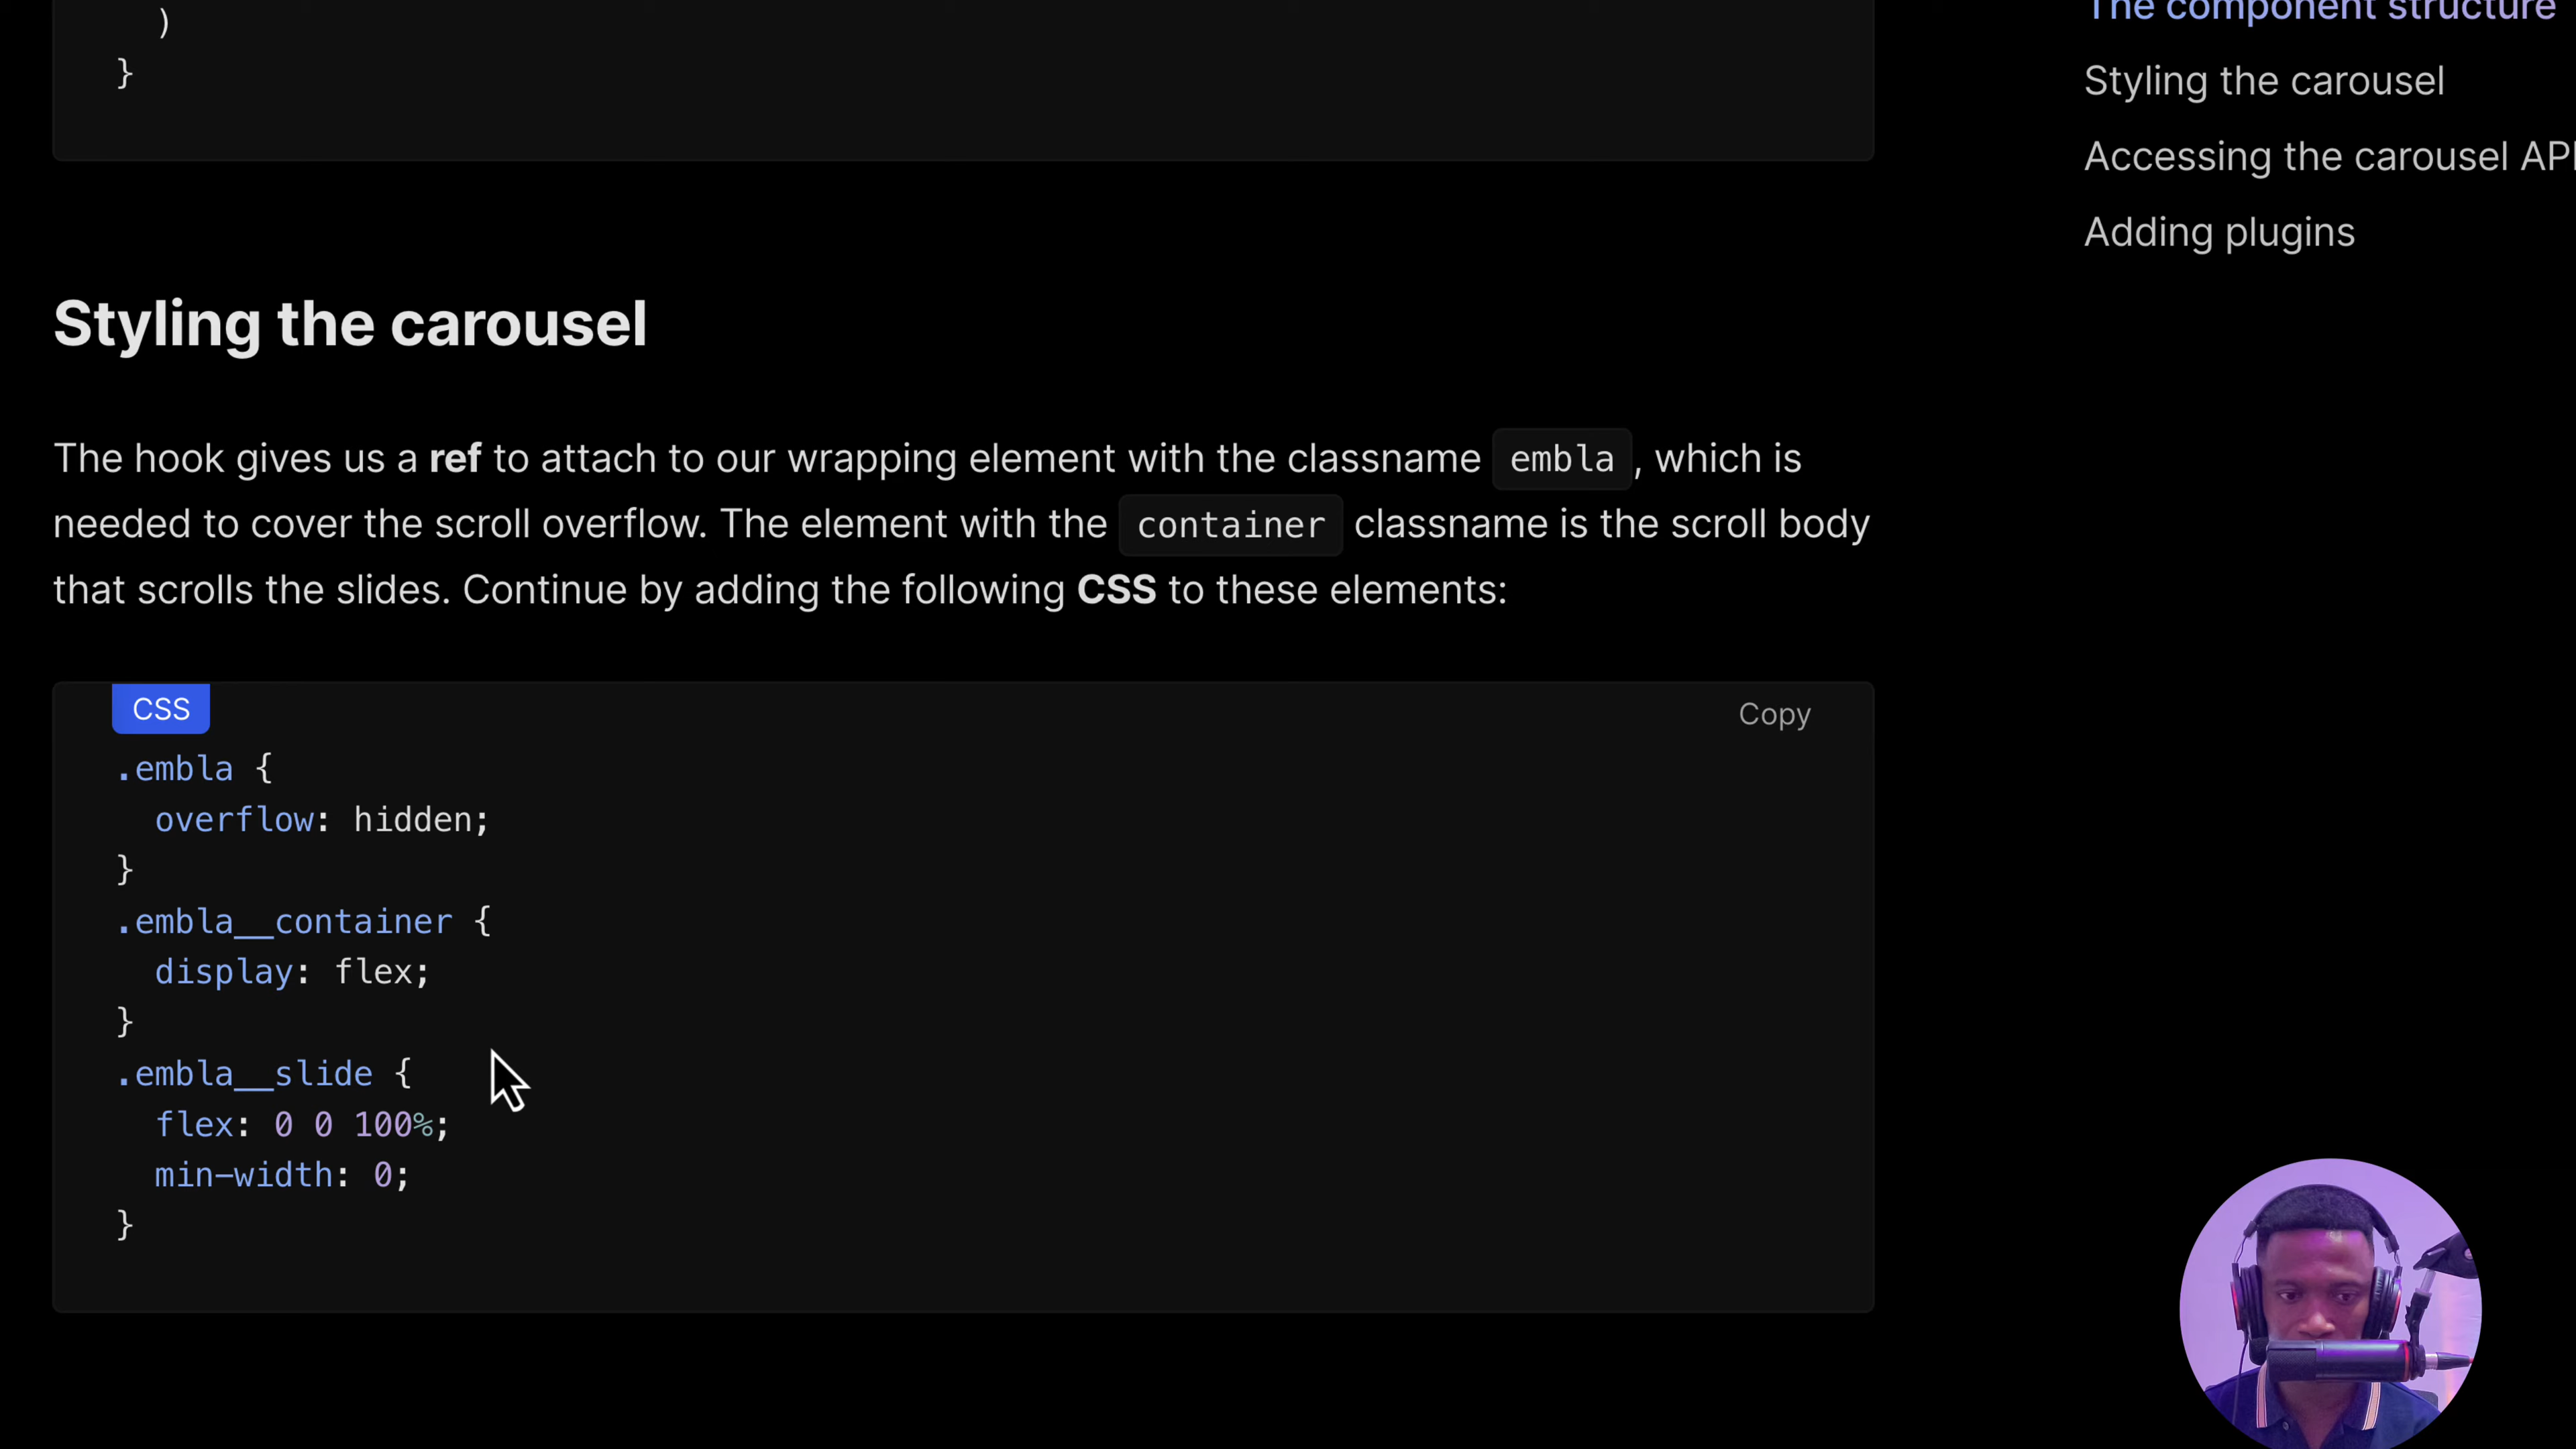 )
}
The component structure
Styling the carousel
Accessing the carousel API
Adding plugins
Styling the carousel
The hook gives us a ref to attach to our wrapping element with the classname embla, which is
needed to cover the scroll overflow. The element with the container classname is the scroll body
that scrolls the slides. Continue by adding the following CSS to these elements:
CSS
Copy
.embla {
  overflow: hidden;
}
.embla__container {
  display: flex;
}
.embla__slide {
  flex: 0 0 100%;
  min-width: 0;
}